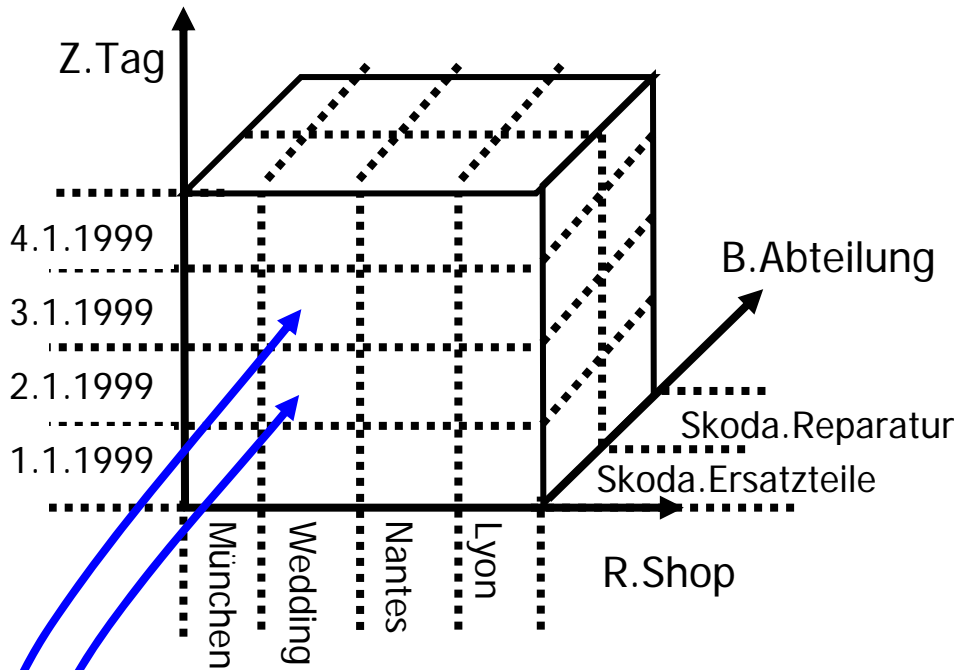 Z.Tag
4.1.1999
3.1.1999
2.1.1999
1.1.1999
B.Abteilung
Skoda.Reparatur
Skoda.Ersatzteile
München
Wedding
Nantes
Lyon
R.Shop